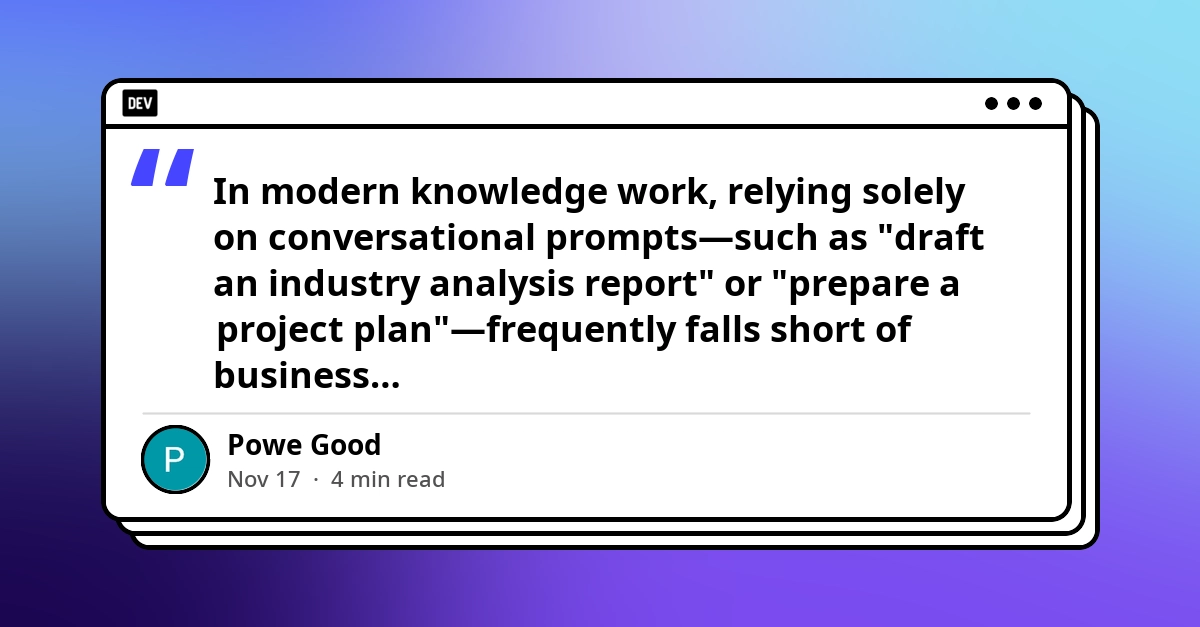 DEV
“
In modern knowledge work, relying solely
on conversational prompts—such as "draft
an industry analysis report" or "prepare a
project plan"—frequently falls short of
business...
P
Powe Good
Nov 17 · 4 min read